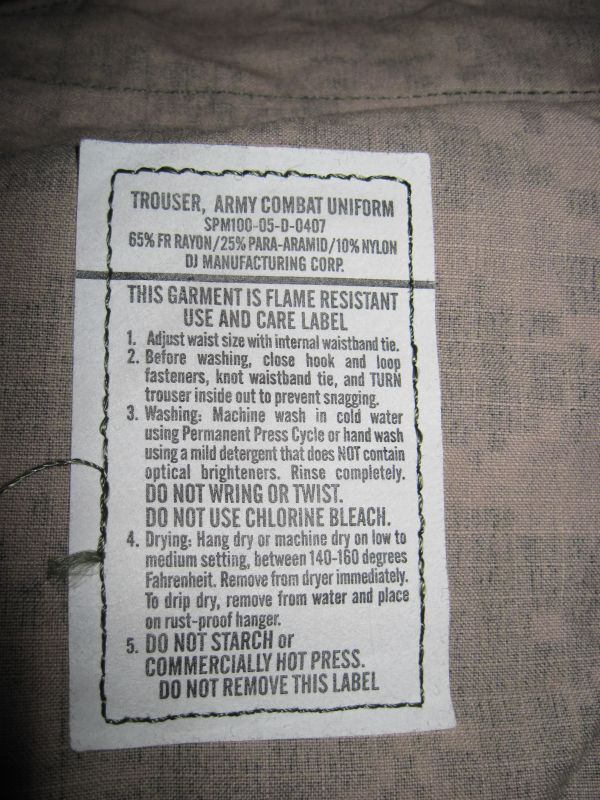 TROUSER, ARMY COMBAT UNIFORM
SPM100-05-D-0407
65% FR RAYON/25% PARA-ARAMID/10% NYLON
DJ MANUFACTURING CORP.
THIS GARMENT IS FLAME RESISTANT
USE AND CARE LABEL
1. Adjust waist size with internal waistband tie.
2. Before washing, close hook and loop
fasteners, knot waistband tie, and TURN
trouser inside out to prevent snagging.
3. Washing: Machine wash in cold water
using Permanent Press Cycle or hand wash
using a mild detergent that does NOT contain
optical brighteners. Rinse completely.
DO NOT WRING OR TWIST.
DO NOT USE CHLORINE BLEACH.
4. Drying: Hang dry or machine dry on low to
medium setting, between 140-160 degrees
Fahrenheit. Remove from dryer immediately.
To drip dry, remove from water and place
on rust-proof hanger.
5. DO NOT STARCH or
COMMERCIALLY HOT PRESS.
DO NOT REMOVE THIS LABEL